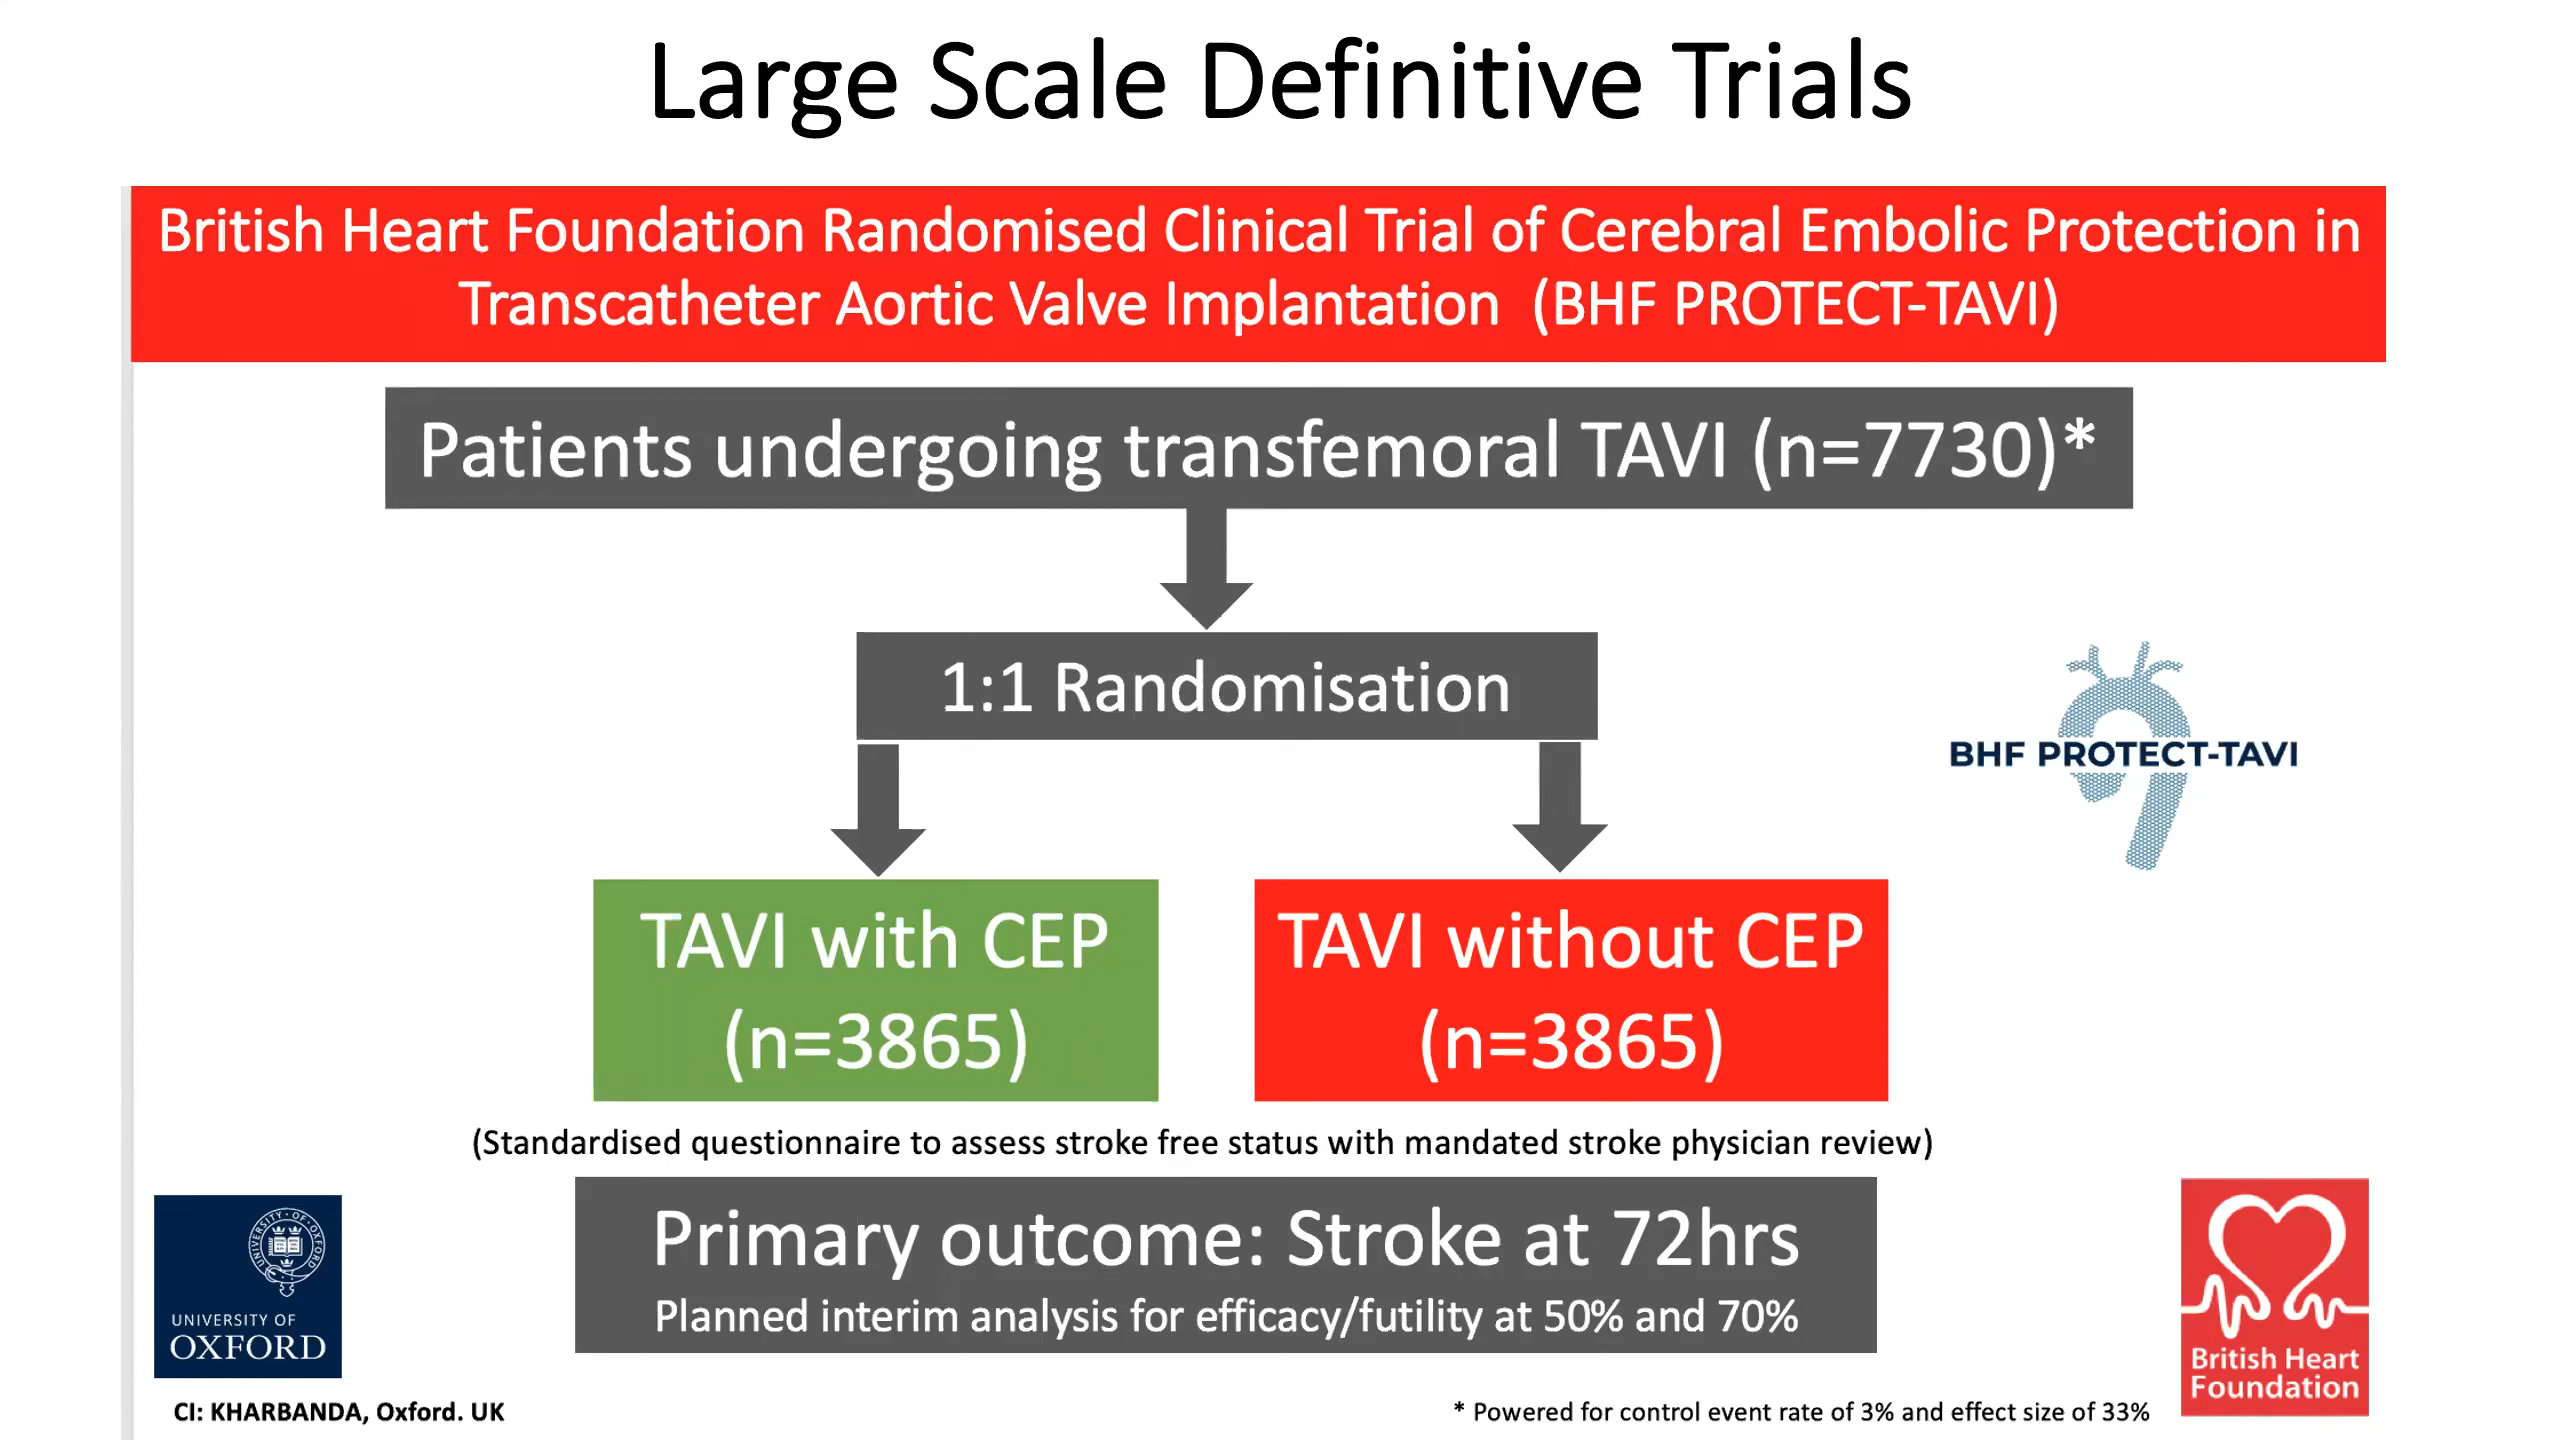 Large Scale Definitive Trials
British Heart Foundation Randomised Clinical Trial of Cerebral Embolic Protection in
Transcatheter Aortic Valve Implantation (BHF PROTECT-TAVI)
Patients undergoing transfemoral TAVI (n=7730)*
1:1 Randomisation
BHF PROTECT-TAVI
TAVI with CEP
(n=3865)
TAVI without CEP
(n=3865)
(Standardised questionnaire to assess stroke free status with mandated stroke physician review)
Primary outcome: Stroke at 72hrs
Planned interim analysis for efficacy/futility at 50% and 70%
UNIVERSITY·OF·OXFORD
UNIVERSITY OF
OXFORD
British Heart
Foundation
CI: KHARBANDA, Oxford. UK
* Powered for control event rate of 3% and effect size of 33%